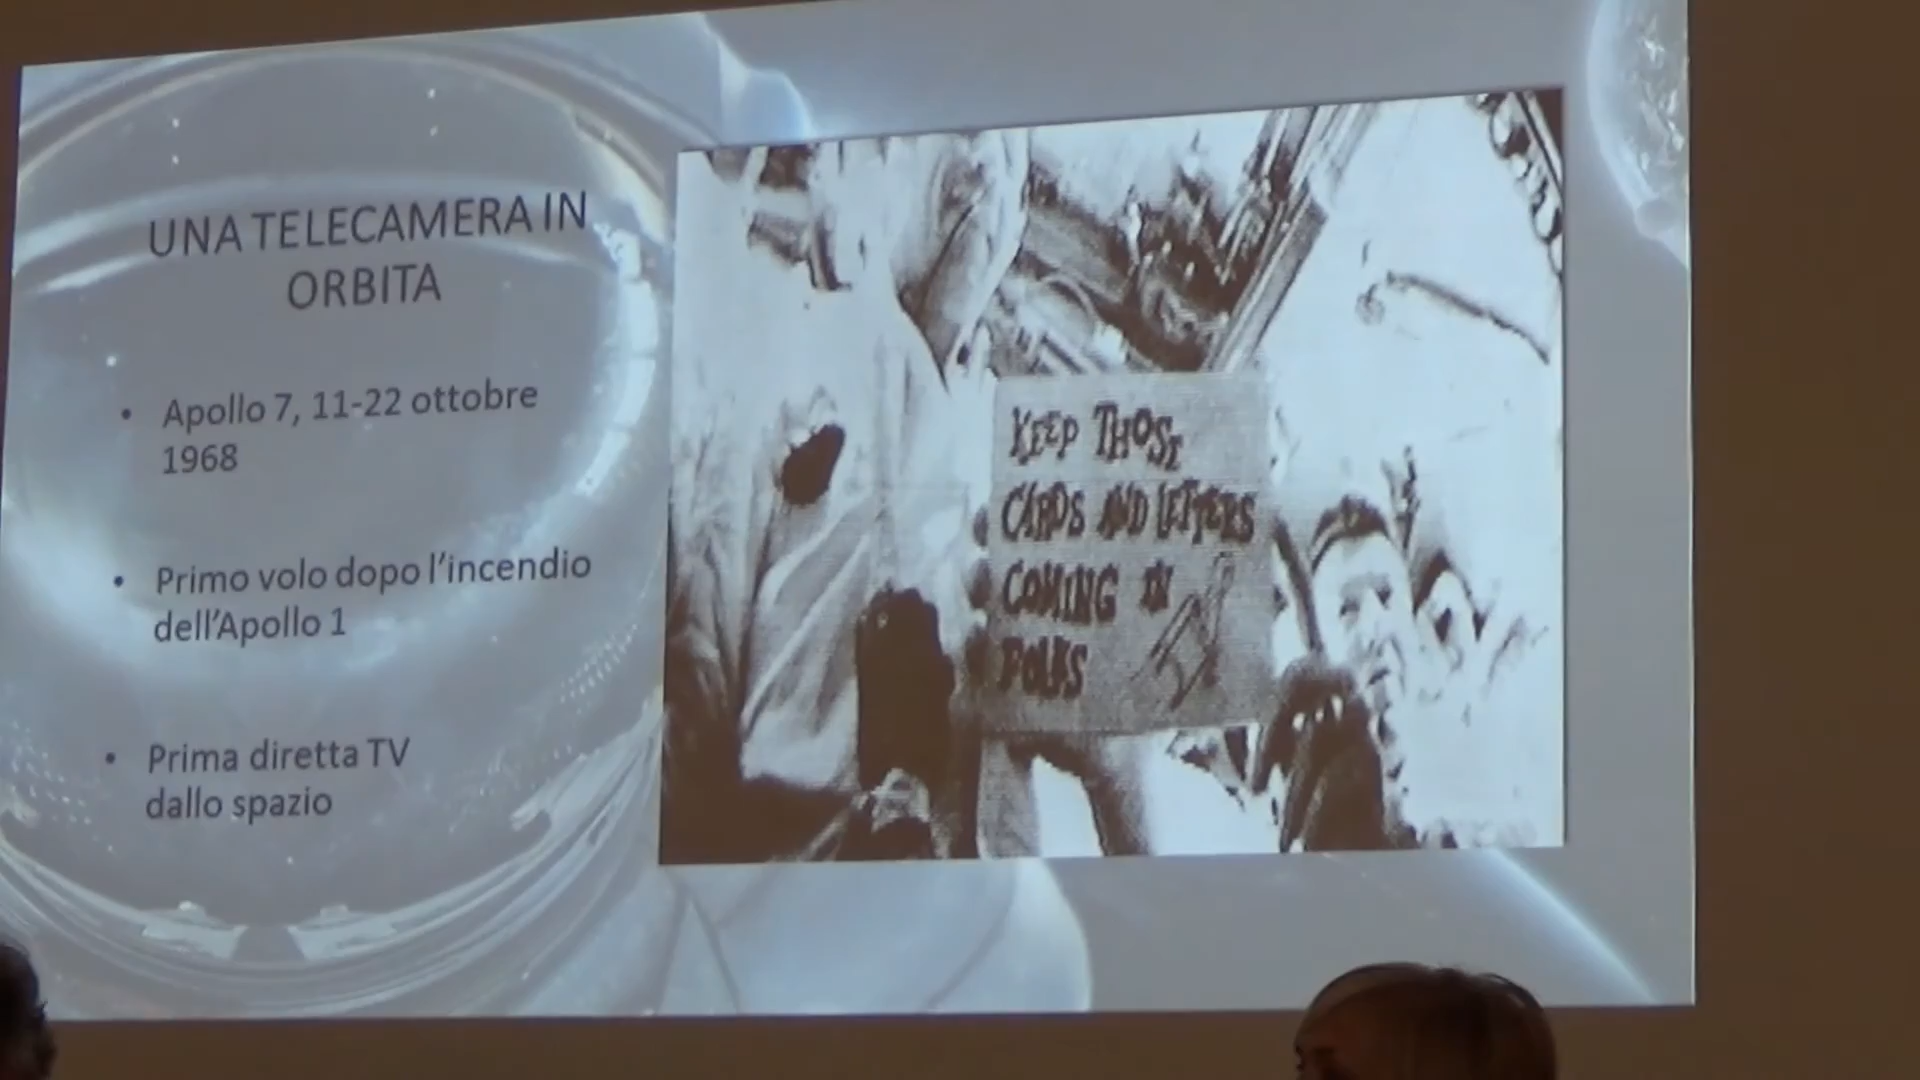 UNA TELECAMERA IN
ORBITA
• Apollo 7, 11-22 ottobre
1968
• Primo volo dopo l'incendio
dell'Apollo 1
• Prima diretta TV
dallo spazio
KEEP THOSE
CARDS AND LETTERS
COMING IN
FOLKS